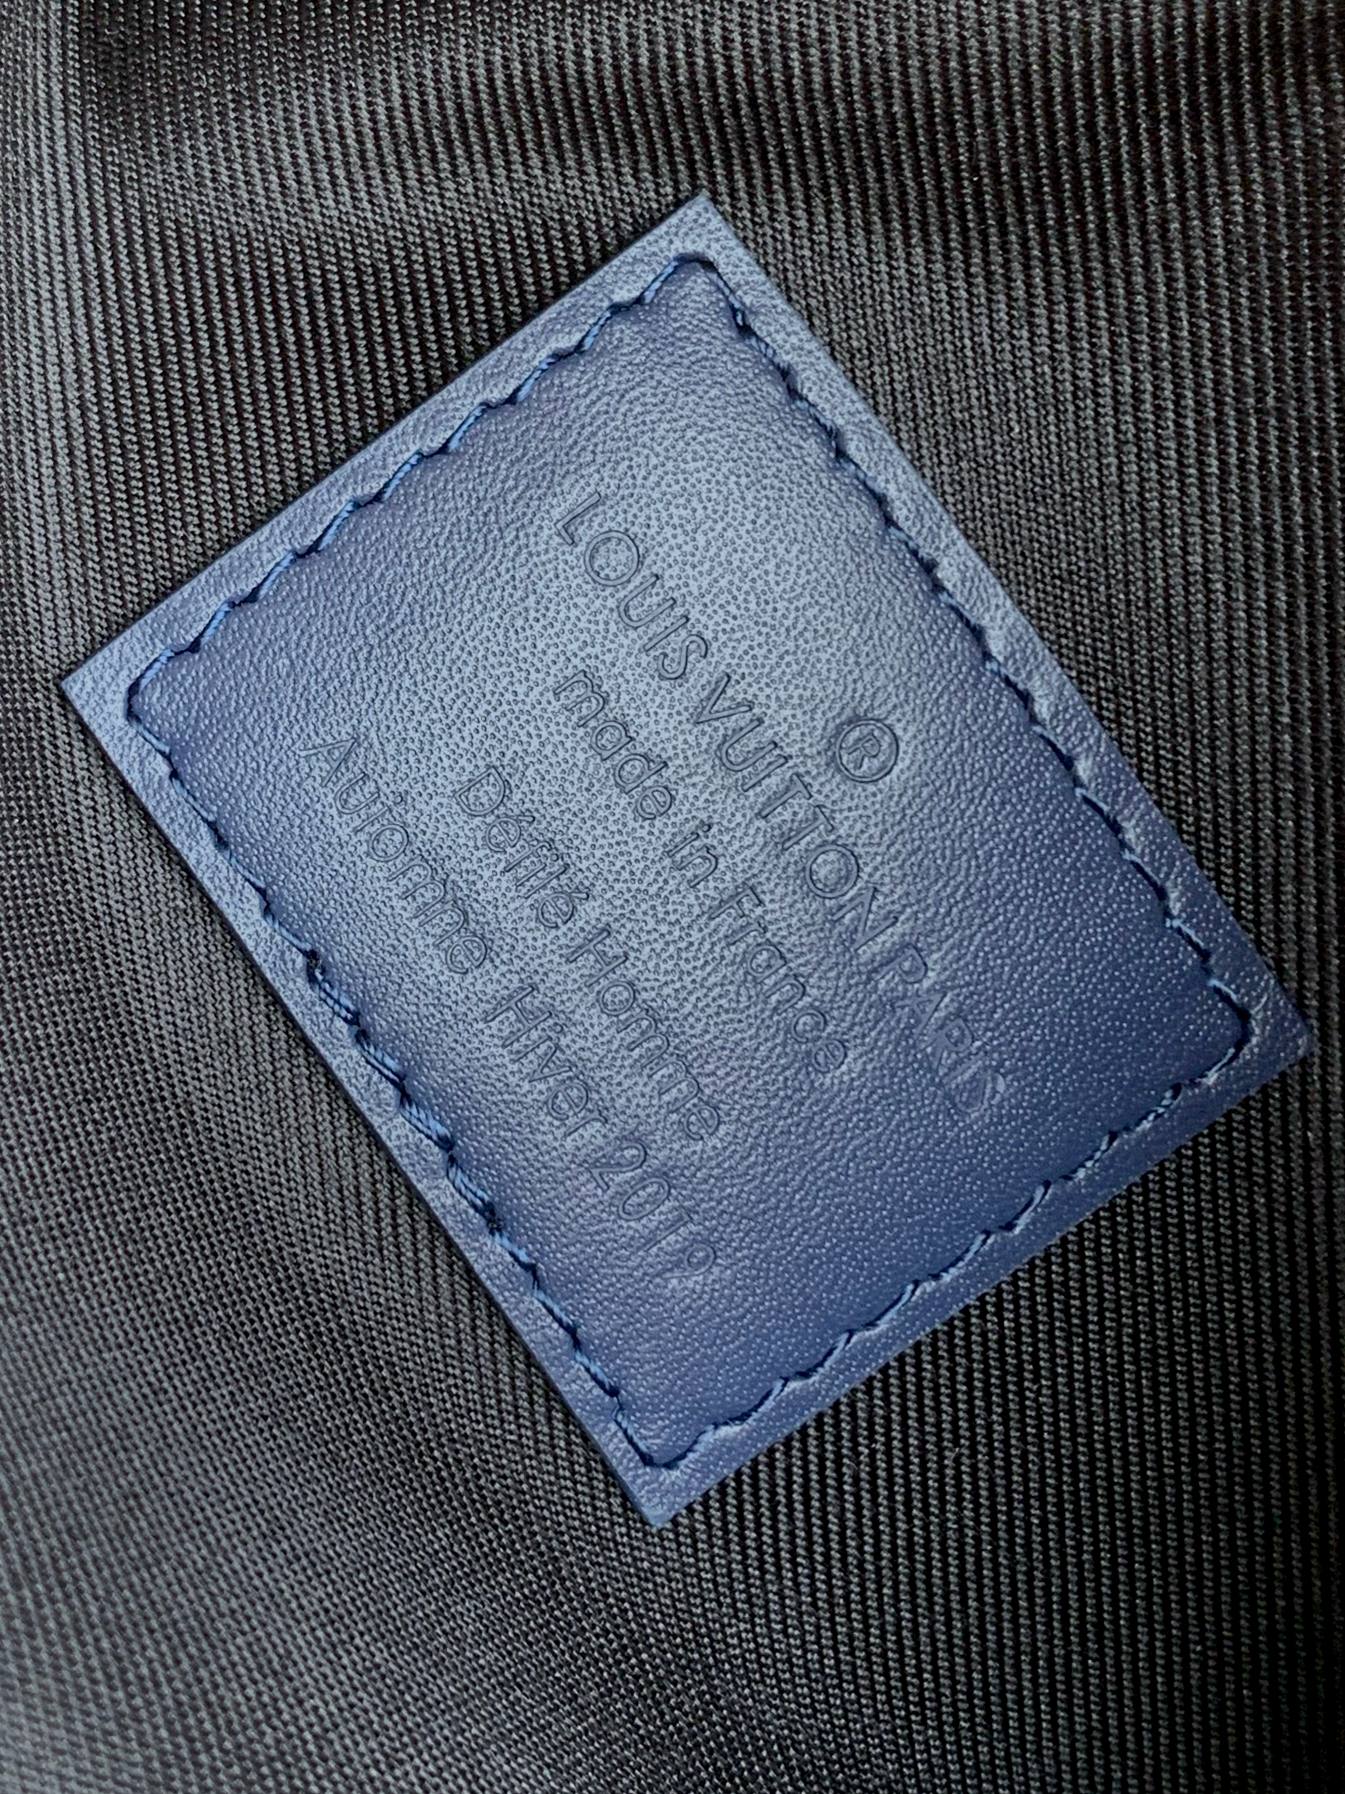 ®
LOUIS VUITTON PARIS
made in France
Défilé Homme
Automne Hiver 2019